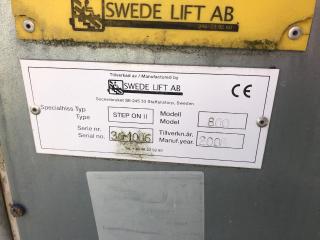 SWEDE LIFT AB
Tillverkad av / Manufactured by
SWEDE LIFT AB
Specialhiss Typ
Type
STEP ON II
Modell
Model
800
Serie nr.
Serial no.
Tillverkn.år
Manuf.year
CE